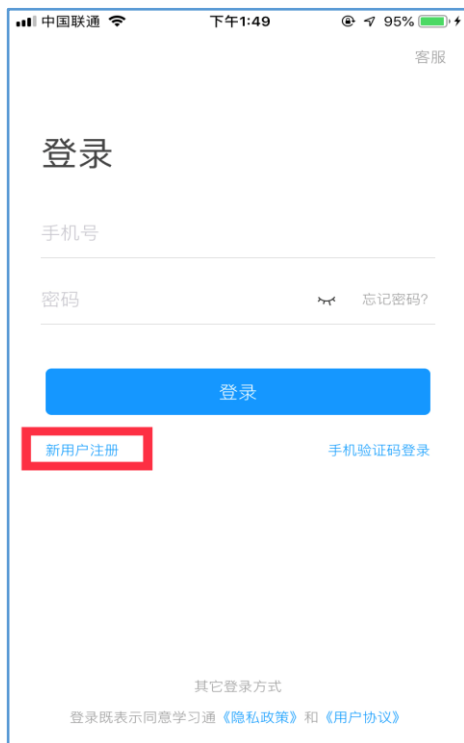 中国联通 下午1:49 95%
客服
登录
手机号
密码 忘记密码?
登录
新用户注册 手机验证码登录
其它登录方式
登录既表示同意学习通《隐私政策》和《用户协议》